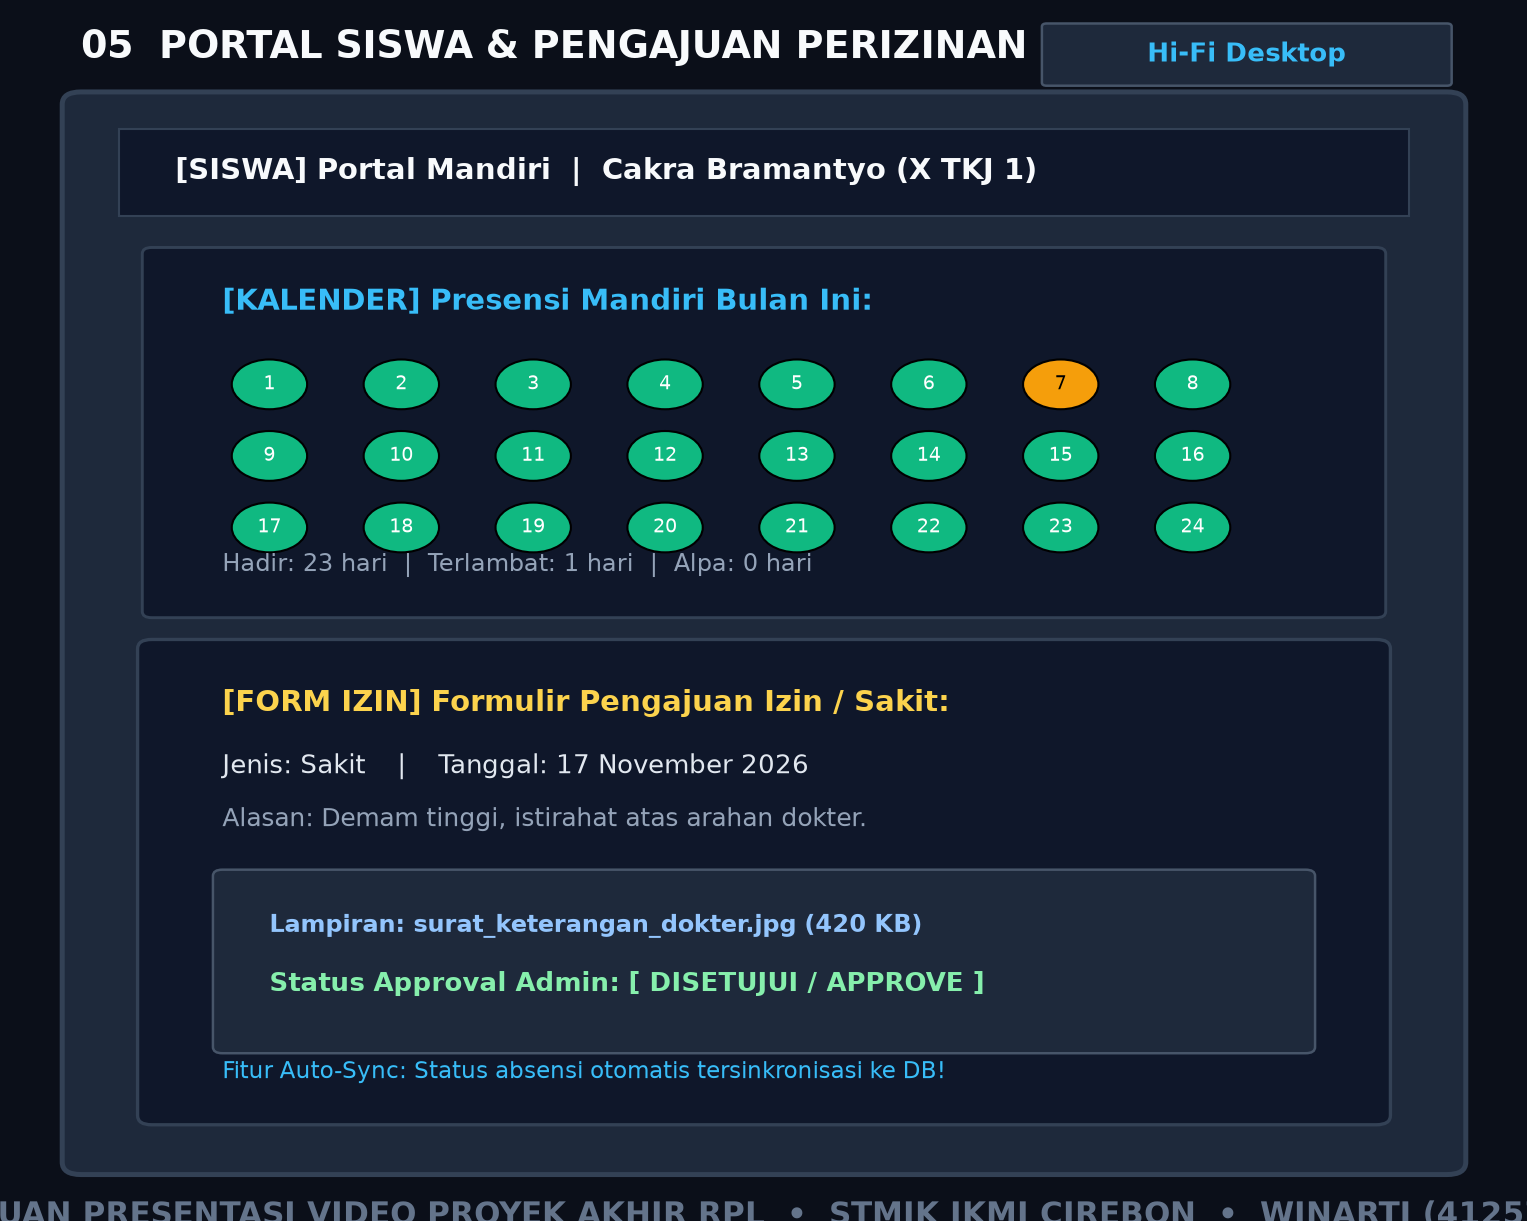 05 PORTAL SISWA & PENGAJUAN PERIZINAN
Hi-Fi Desktop
[SISWA] Portal Mandiri | Cakra Bramantyo (X TKJ 1)
[KALENDER] Presensi Mandiri Bulan Ini:
1 2 3 4 5 6 7 8
9 10 11 12 13 14 15 16
17 18 19 20 21 22 23 24
Hadir: 23 hari | Terlambat: 1 hari | Alpa: 0 hari
[FORM IZIN] Formulir Pengajuan Izin / Sakit:
Jenis: Sakit | Tanggal: 17 November 2026
Alasan: Demam tinggi, istirahat atas arahan dokter.
Lampiran: surat_keterangan_dokter.jpg (420 KB)
Status Approval Admin: [ DISETUJUI / APPROVE ]
Fitur Auto-Sync: Status absensi otomatis tersinkronisasi ke DB!
UAN PRESENTASI VIDEO PROYEK AKHIR RPL • STMIK IKMI CIREBON • WINARTI (4125